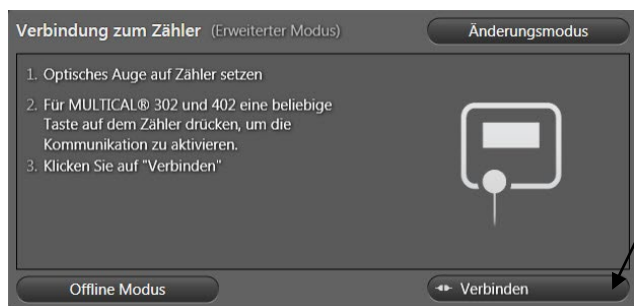 Verbindung zum Zähler (Erweiterter Modus)
Änderungsmodus
1. Optisches Auge auf Zähler setzen
2. Für MULTICAL® 302 und 402 eine beliebige
Taste auf dem Zähler drücken, um die
Kommunikation zu aktivieren.
3. Klicken Sie auf "Verbinden"
Offline Modus
Verbinden